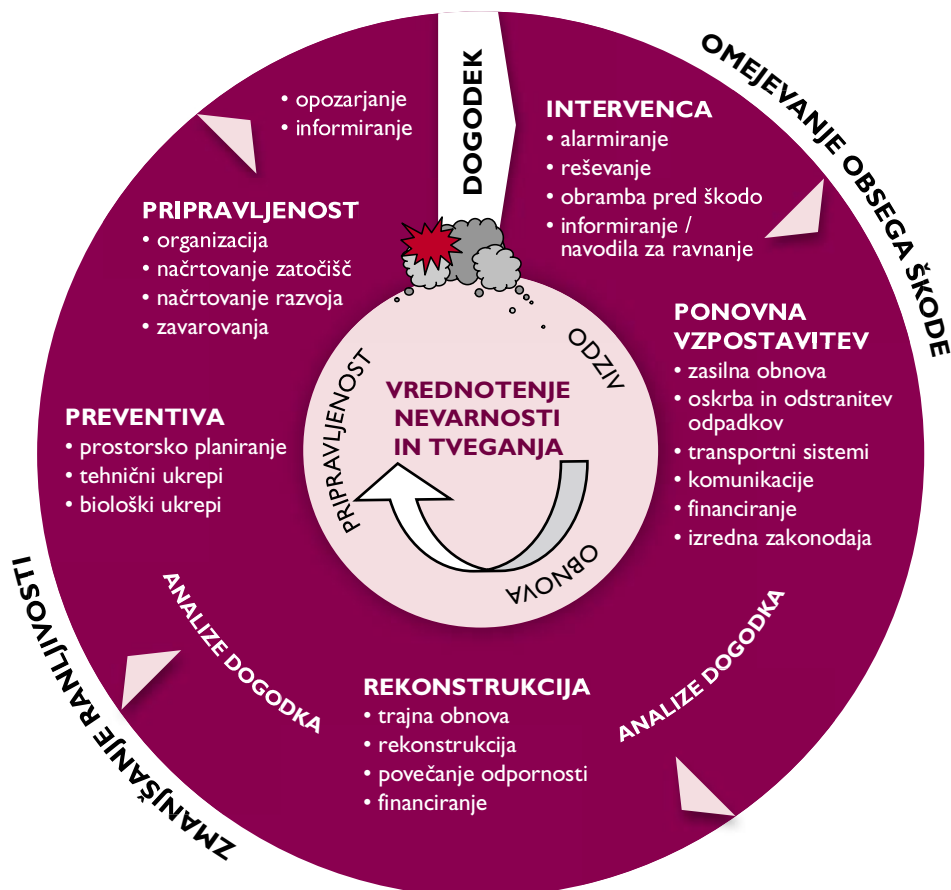 DOGODEK
• opozarjanje
• informiranje
INTERVENCA
• alarmiranje
• reševanje
• obramba pred škodo
• informiranje /
navodila za ravnanje
OMEJEVANJE OBSEGA ŠKODE
PRIPRAVLJENOST
• organizacija
• načrtovanje zatočišč
• načrtovanje razvoja
• zavarovanja
PONOVNA
VZPOSTAVITEV
• zasilna obnova
• oskrba in odstranitev
odpadkov
• transportni sistemi
• komunikacije
• financiranje
• izredna zakonodaja
PREVENTIVA
• prostorsko planiranje
• tehnični ukrepi
• biološki ukrepi
PRIPRAVLJENOST
ODZIV
VREDNOTENJE
NEVARNOSTI
IN TVEGANJA
OBNOVA
ANALIZE DOGODKA
ANALIZE DOGODKA
REKONSTRUKCIJA
• trajna obnova
• rekonstrukcija
• povečanje odpornosti
• financiranje
ZMANJŠANJE RANLJIVOSTI